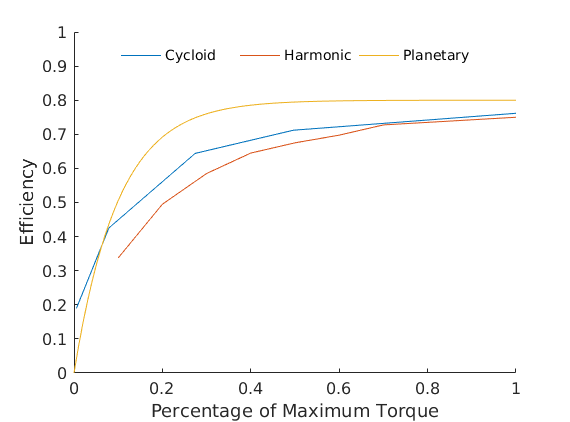 1
Cycloid Harmonic Planetary
0.9
0.8
0.7
0.6
0.5
0.4
0.3
0.2
0.1
0
Efficiency
0 0.2 0.4 0.6 0.8 1
Percentage of Maximum Torque